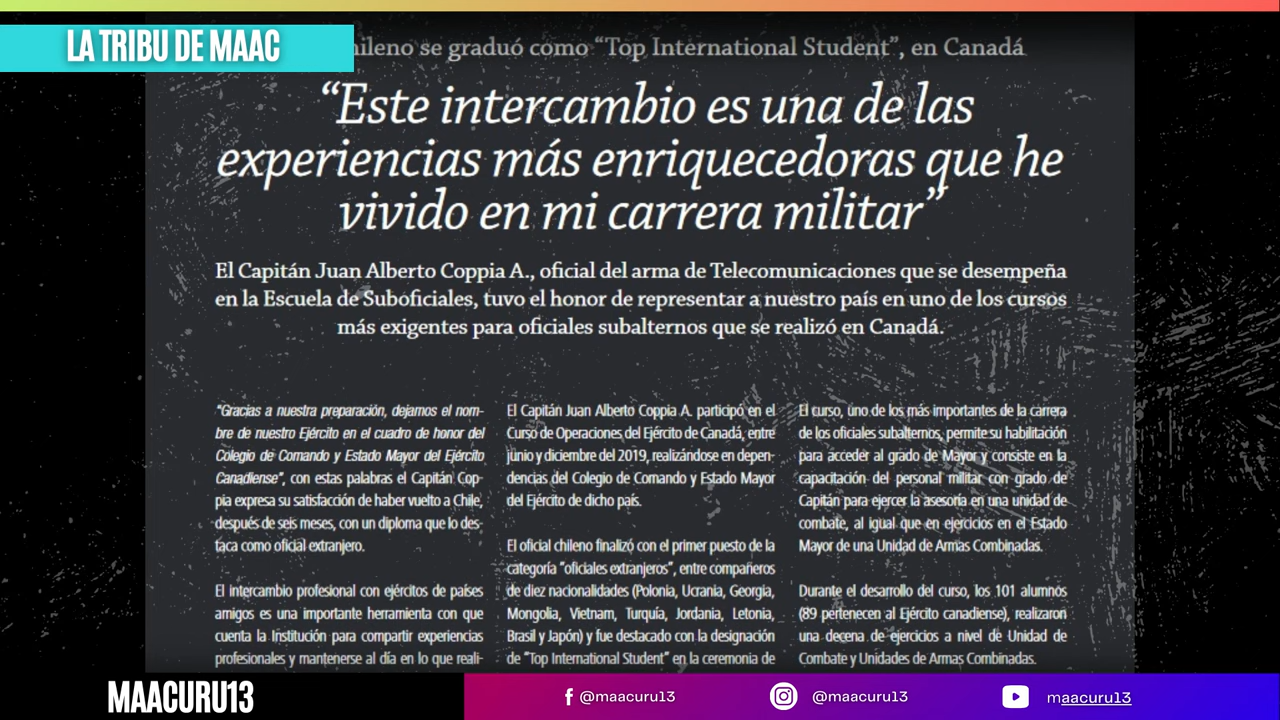 LA TRIBU DE MAAC
hileno se graduó como “Top International Student”, en Canadá
“Este intercambio es una de las
experiencias más enriquecedoras que he
vivido en mi carrera militar”
El Capitán Juan Alberto Coppia A., oficial del arma de Telecomunicaciones que se desempeña
en la Escuela de Suboficiales, tuvo el honor de representar a nuestro país en uno de los cursos
más exigentes para oficiales subalternos que se realizó en Canadá.
“Gracias a nuestra preparación, dejamos el nom-
bre de nuestro Ejército en el cuadro de honor del
Colegio de Comando y Estado Mayor del Ejército
Canadiense”, con estas palabras el Capitán Cop-
pia expresa su satisfacción de haber vuelto a Chile,
después de seis meses, con un diploma que lo des-
taca como oficial extranjero.
El intercambio profesional con ejércitos de países
amigos es una importante herramienta con que
cuenta la Institución para compartir experiencias
profesionales y mantenerse al día en lo que reali-
El Capitán Juan Alberto Coppia A. participó en el
Curso de Operaciones del Ejército de Canadá, entre
junio y diciembre del 2019, realizándose en depen-
dencias del Colegio de Comando y Estado Mayor
del Ejército de dicho país.
El oficial chileno finalizó con el primer puesto de la
categoría “oficiales extranjeros”, entre compañeros
de diez nacionalidades (Polonia, Ucrania, Georgia,
Mongolia, Vietnam, Turquía, Jordania, Letonia,
Brasil y Japón) y fue destacado con la designación
de “Top International Student” en la ceremonia de
El curso, uno de los más importantes de la carrera
de los oficiales subalternos, permite su habilitación
para acceder al grado de Mayor y consiste en la
capacitación del personal militar con grado de
Capitán para ejercer la asesoría en una unidad de
combate, al igual que en ejercicios en el Estado
Mayor de una Unidad de Armas Combinadas.
Durante el desarrollo del curso, los 101 alumnos
(89 pertenecen al Ejército canadiense), realizaron
una decena de ejercicios a nivel de Unidad de
Combate y Unidades de Armas Combinadas.
MAACURU13
@maacuru13
@maacuru13
maacuru13